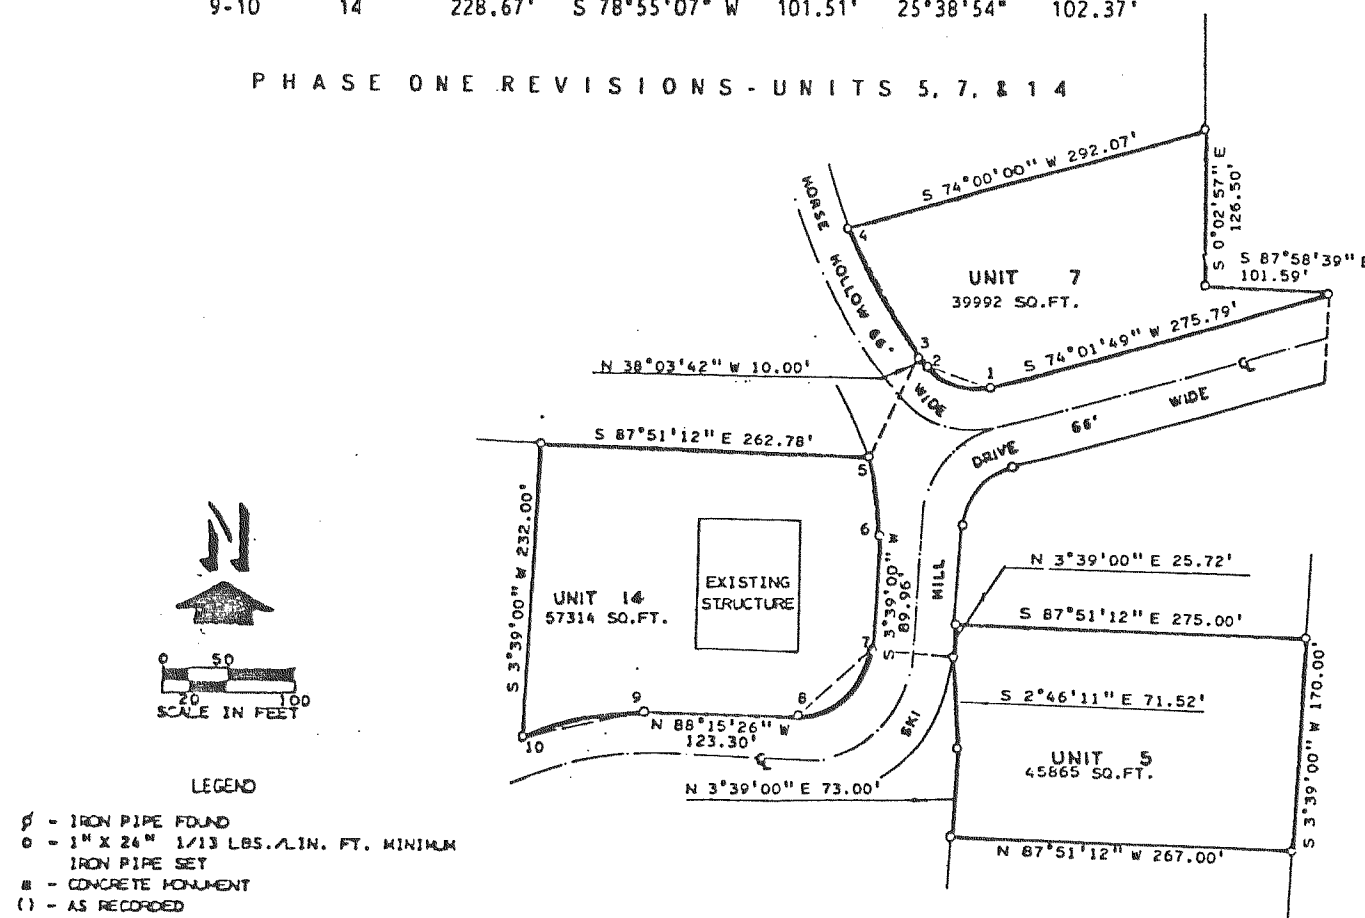 9-10 14 228.67' S 78°55'07" W 101.51' 25°38'54" 102.37'
PHASE ONE REVISIONS-UNITS 5, 7, & 14
S 74°00'00" W 292.07'
S 0°02'57" E
126.50'
S 87°58'39" E
101.59'
HORSE HOLLOW 66' WIDE
4
UNIT 7
39992 SQ.FT.
3
2
1
S 74°01'49" W 275.79'
N 38°03'42" W 10.00'
℄
66' WIDE
DRIVE
S 87°51'12" E 262.78'
5
6
S 3°39'00" W
89.96'
MILL
N 3°39'00" E 25.72'
S 3°39'00" W 232.00'
EXISTING
STRUCTURE
UNIT 14
57314 SQ.FT.
S 87°51'12" E 275.00'
N
7
0 50
20 100
SCALE IN FEET
9
8
10
N 88°15'26" W
123.30'
SKI
℄
S 2°46'11" E 71.52'
UNIT 5
45865 SQ.FT.
S 3°39'00" W 170.00'
N 3°39'00" E 73.00'
N 87°51'12" W 267.00'
LEGEND
ø - IRON PIPE FOUND
o - 1" X 24" 1/13 LBS./LIN. FT. MINIMUM
IRON PIPE SET
- CONCRETE MONUMENT
() - AS RECORDED